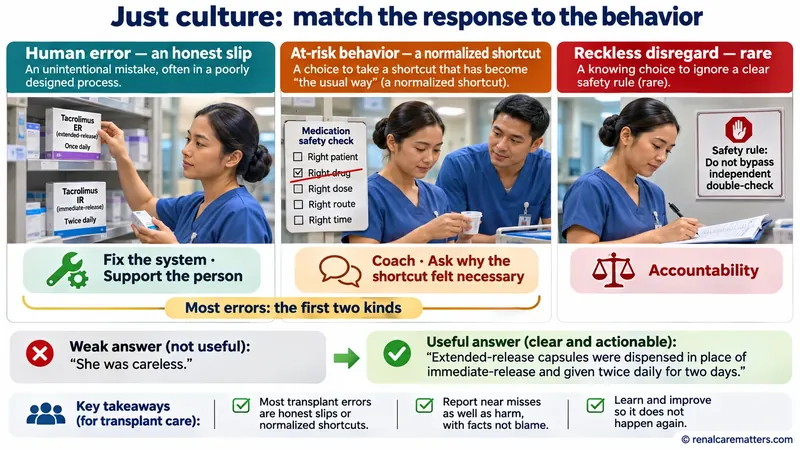 Just culture: match the response to the behavior
Human error — an honest slip
An unintentional mistake, often in a poorly
designed process.
Tacrolimus
ER
(extended-release)
Once daily
Tacrolimus
IR
(immediate-release)
Twice daily
Fix the system ·
Support the person
At-risk behavior — a normalized shortcut
A choice to take a shortcut that has become
“the usual way” (a normalized shortcut).
Medication
safety check
Right patient
Right drug
Right dose
Right route
Right time
Coach · Ask why the
shortcut felt necessary
Reckless disregard — rare
A knowing choice to ignore a clear
safety rule (rare).
Safety rule:
Do not bypass
independent
double-check
Accountability
Most errors: the first two kinds
Weak answer (not useful):
“She was careless.”
Useful answer (clear and actionable):
“Extended-release capsules were dispensed in place of
immediate-release and given twice daily for two days.”
Key takeaways
(for transplant care):
Most transplant errors
are honest slips or
normalized shortcuts.
Report near misses
as well as harm,
with facts not blame.
Learn and improve
so it does not
happen again.
© renalcarematters.com